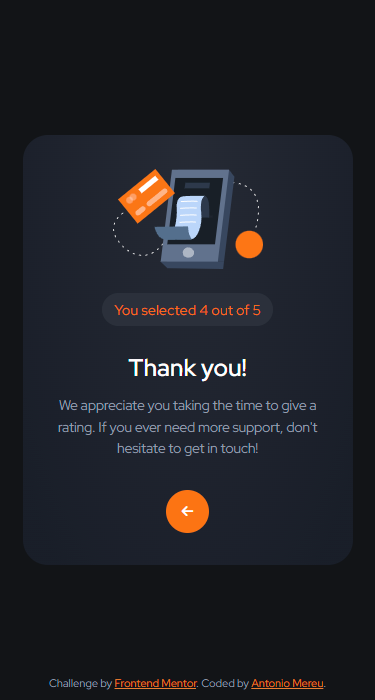 You selected 4 out of 5
Thank you!
We appreciate you taking the time to give a
rating. If you ever need more support, don't
hesitate to get in touch!
Challenge by Frontend Mentor. Coded by Antonio Mereu.